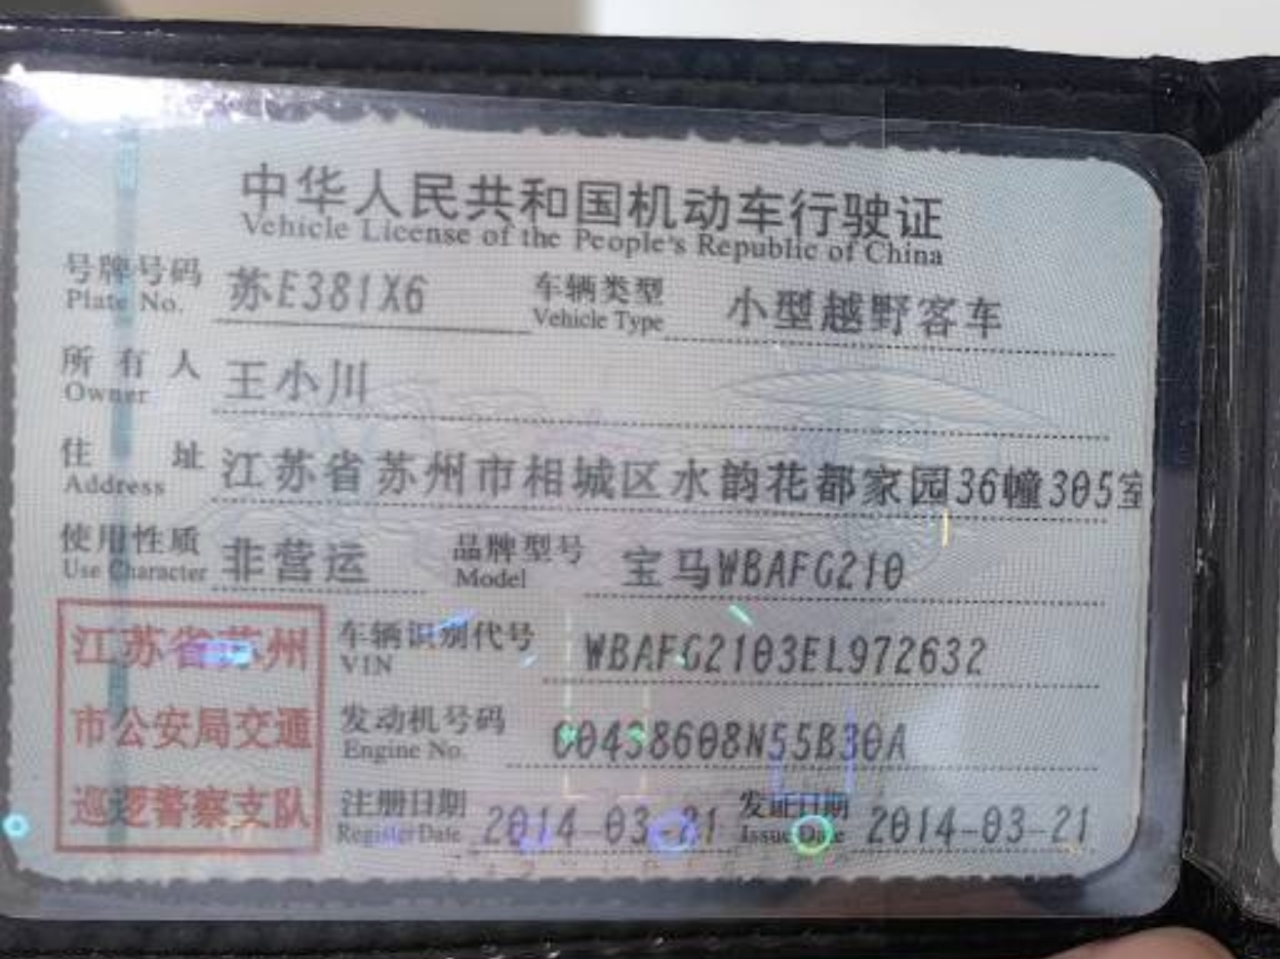 中华人民共和国机动车行驶证
Vehicle License of the People's Republic of China
号牌号码 苏E381X6 车辆类型 小型越野客车
Plate No. Vehicle Type
所有人 王小川
Owner
住址 江苏省苏州市相城区水韵花都家园36幢305室
Address
使用性质 非营运 品牌型号 宝马WBAFG210
Use Character Model
江苏省苏州
市公安局交通
巡逻警察支队
车辆识别代号 WBAFG2103EL972632
VIN
发动机号码 00438608N55B30A
Engine No.
注册日期 2014-03-21 发证日期 2014-03-21
Register Date Issue Date